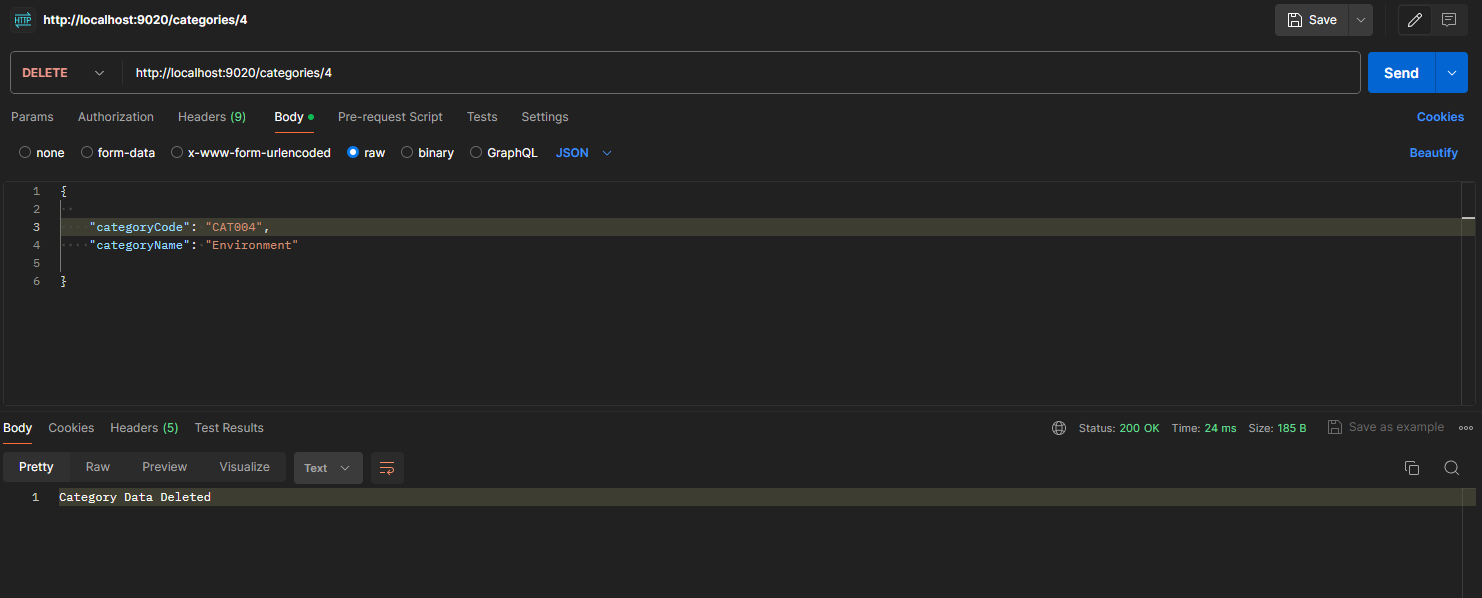 HTTP http://localhost:9020/categories/4 Save
DELETE http://localhost:9020/categories/4 Send
Params Authorization Headers (9) Body Pre-request Script Tests Settings Cookies
none form-data x-www-form-urlencoded raw binary GraphQL JSON Beautify
1 {
2
3 "categoryCode": "CAT004",
4 "categoryName": "Environment"
5
6 }
Body Cookies Headers (5) Test Results Status: 200 OK Time: 24 ms Size: 185 B Save as example
Pretty Raw Preview Visualize Text
1 Category Data Deleted